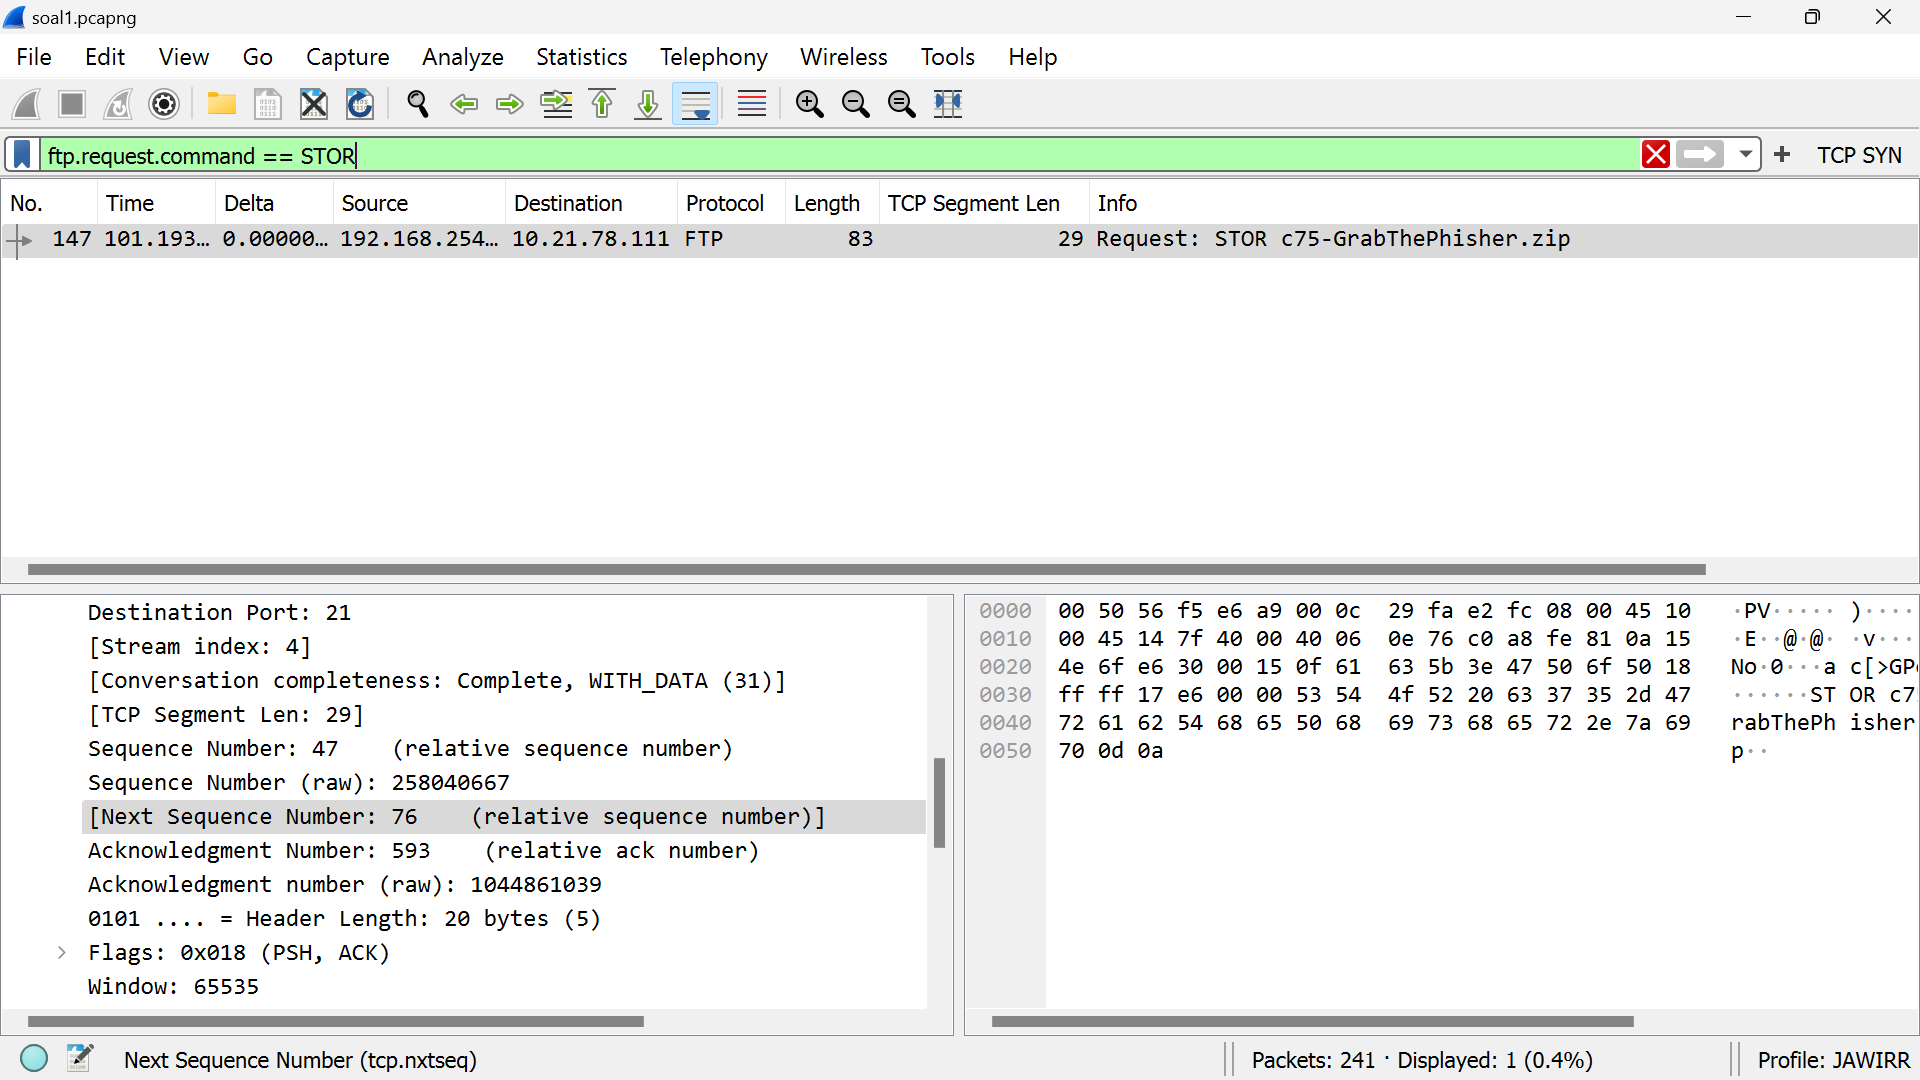 soal1.pcapng
File Edit View Go Capture Analyze Statistics Telephony Wireless Tools Help
ftp.request.command == STOR
TCP SYN
No. Time Delta Source Destination Protocol Length TCP Segment Len Info
147 101.193… 0.00000… 192.168.254… 10.21.78.111 FTP 83 29 Request: STOR c75-GrabThePhisher.zip
Destination Port: 21
[Stream index: 4]
[Conversation completeness: Complete, WITH_DATA (31)]
[TCP Segment Len: 29]
Sequence Number: 47 (relative sequence number)
Sequence Number (raw): 258040667
[Next Sequence Number: 76 (relative sequence number)]
Acknowledgment Number: 593 (relative ack number)
Acknowledgment number (raw): 1044861039
0101 .... = Header Length: 20 bytes (5)
Flags: 0x018 (PSH, ACK)
Window: 65535
0000 00 50 56 f5 e6 a9 00 0c 29 fa e2 fc 08 00 45 10 ·PV····· )····
0010 00 45 14 7f 40 00 40 06 0e 76 c0 a8 fe 81 0a 15 ·E··@·@· ·v···
0020 4e 6f e6 30 00 15 0f 61 63 5b 3e 47 50 6f 50 18 No·0···a c[>GP
0030 ff ff 17 e6 00 00 53 54 4f 52 20 63 37 35 2d 47 ······ST OR c7
0040 72 61 62 54 68 65 50 68 69 73 68 65 72 2e 7a 69 rabThePh isher
0050 70 0d 0a p··
Next Sequence Number (tcp.nxtseq)
Packets: 241 · Displayed: 1 (0.4%)
Profile: JAWIRR